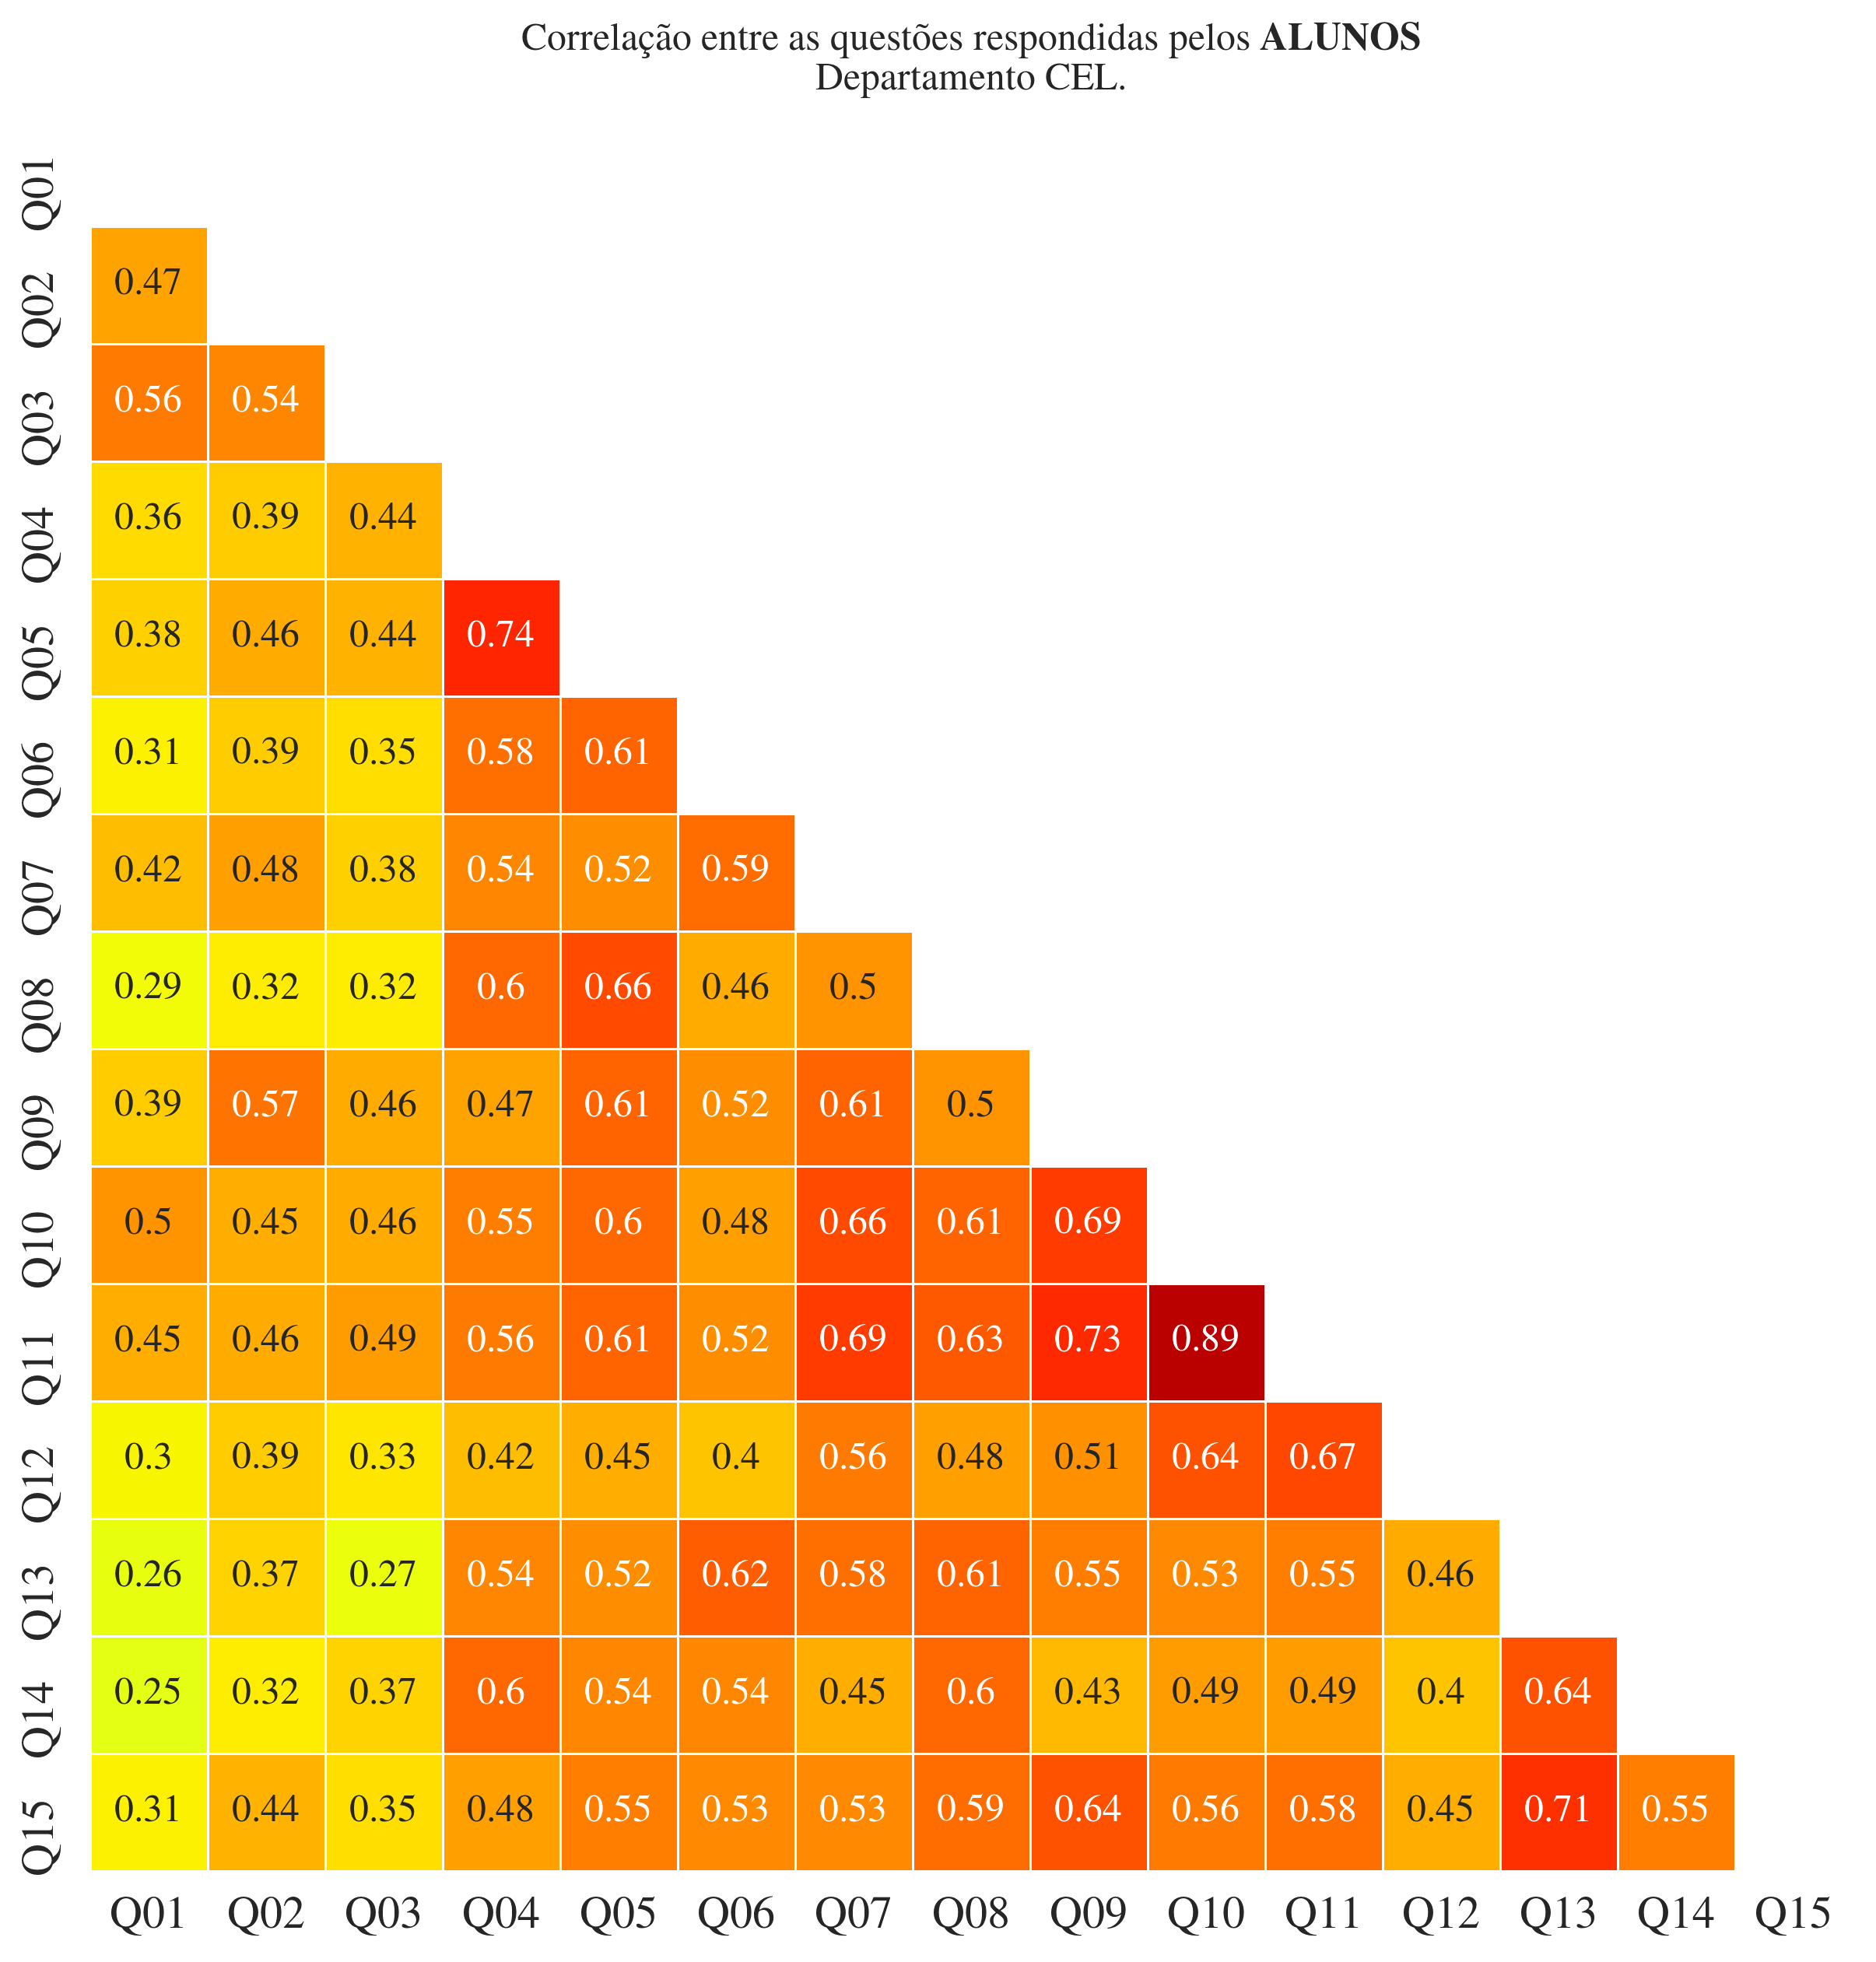 Correlação entre as questões respondidas pelos ALUNOS
Departamento CEL.
Q01
Q02 0.47
Q03 0.56 0.54
Q04 0.36 0.39 0.44
Q05 0.38 0.46 0.44 0.74
Q06 0.31 0.39 0.35 0.58 0.61
Q07 0.42 0.48 0.38 0.54 0.52 0.59
Q08 0.29 0.32 0.32 0.6 0.66 0.46 0.5
Q09 0.39 0.57 0.46 0.47 0.61 0.52 0.61 0.5
Q10 0.5 0.45 0.46 0.55 0.6 0.48 0.66 0.61 0.69
Q11 0.45 0.46 0.49 0.56 0.61 0.52 0.69 0.63 0.73 0.89
Q12 0.3 0.39 0.33 0.42 0.45 0.4 0.56 0.48 0.51 0.64 0.67
Q13 0.26 0.37 0.27 0.54 0.52 0.62 0.58 0.61 0.55 0.53 0.55 0.46
Q14 0.25 0.32 0.37 0.6 0.54 0.54 0.45 0.6 0.43 0.49 0.49 0.4 0.64
Q15 0.31 0.44 0.35 0.48 0.55 0.53 0.53 0.59 0.64 0.56 0.58 0.45 0.71 0.55
Q01 Q02 Q03 Q04 Q05 Q06 Q07 Q08 Q09 Q10 Q11 Q12 Q13 Q14 Q15